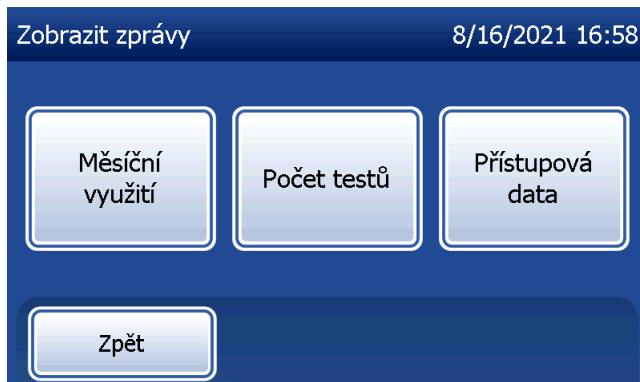 Zobrazit zprávy 8/16/2021 16:58
Měsíční
využití
Počet testů
Přístupová
data
Zpět